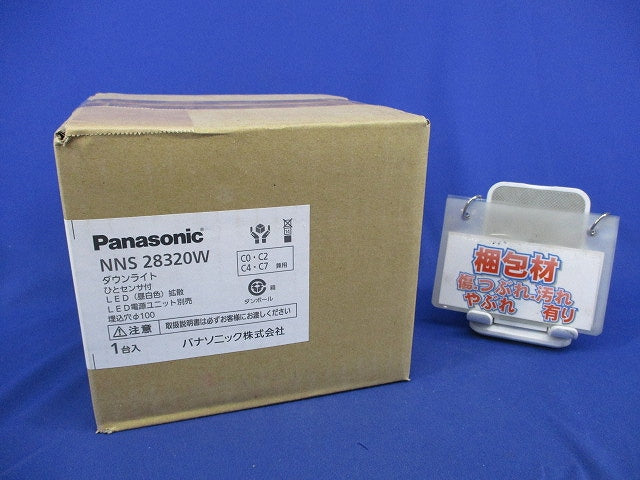 Panasonic
NNS 28320W
ダウンライト
ひとセンサ付
LED(昼白色)拡散
LED電源ユニット別売
埋込穴φ100
C0・C2
C4・C7 兼用
ダンボール
注意 取扱説明書は必ずお客様にお渡しください
1台入
パナソニック株式会社
梱包材
傷つぶれ汚れ
やぶれ 有り